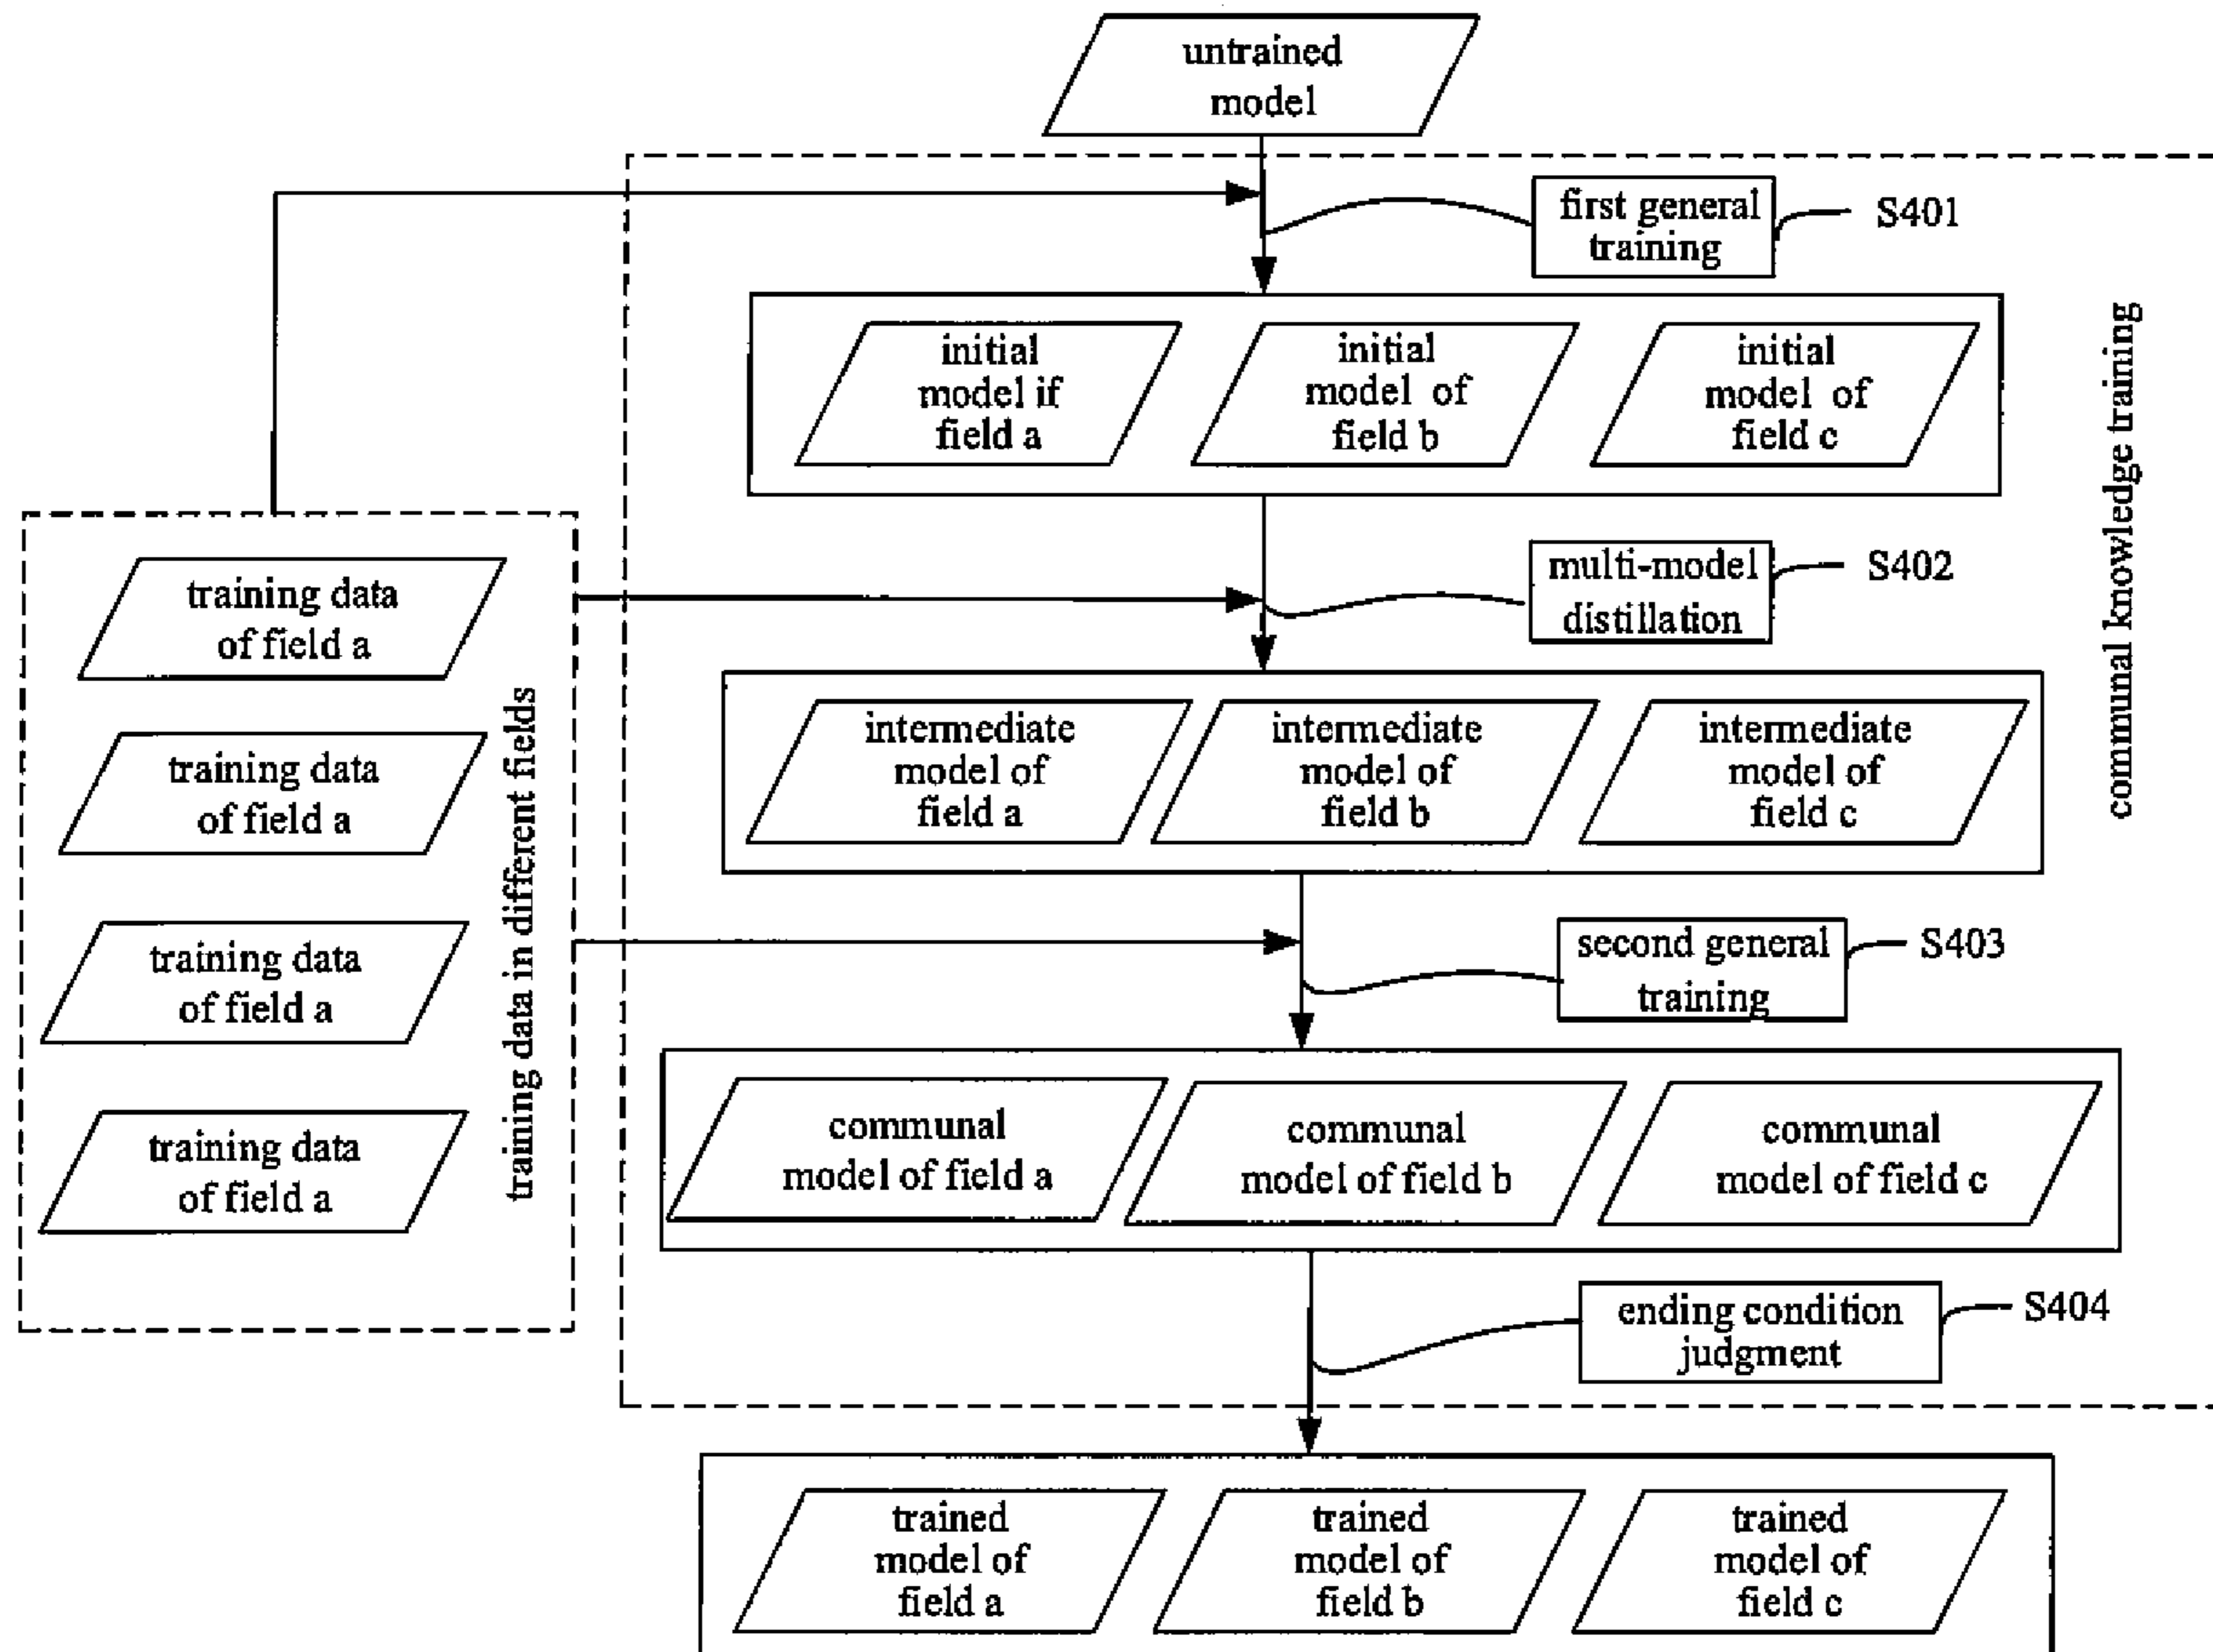 untrained
model
first general
training
S401
initial
model if
field a
initial
model of
field b
initial
model of
field c
communal knowledge training
multi-model
distillation
S402
training data
of field a
training data
of field a
training data
of field a
training data
of field a
training data in different fields
intermediate
model of
field a
intermediate
model of
field b
intermediate
model of
field c
second general
training
S403
communal
model of field a
communal
model of field b
communal
model of field c
ending condition
judgment
S404
trained
model of
field a
trained
model of
field b
trained
model of
field c